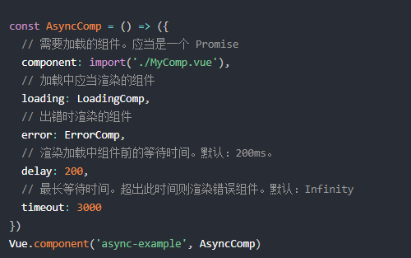 const AsyncComp = () => ({
// 需要加载的组件。应当是一个 Promise
component: import('./MyComp.vue'),
// 加载中应当渲染的组件
loading: LoadingComp,
// 出错时渲染的组件
error: ErrorComp,
// 渲染加载中组件前的等待时间。默认：200ms。
delay: 200,
// 最长等待时间。超出此时间则渲染错误组件。默认：Infinity
timeout: 3000
})
Vue.component('async-example', AsyncComp)